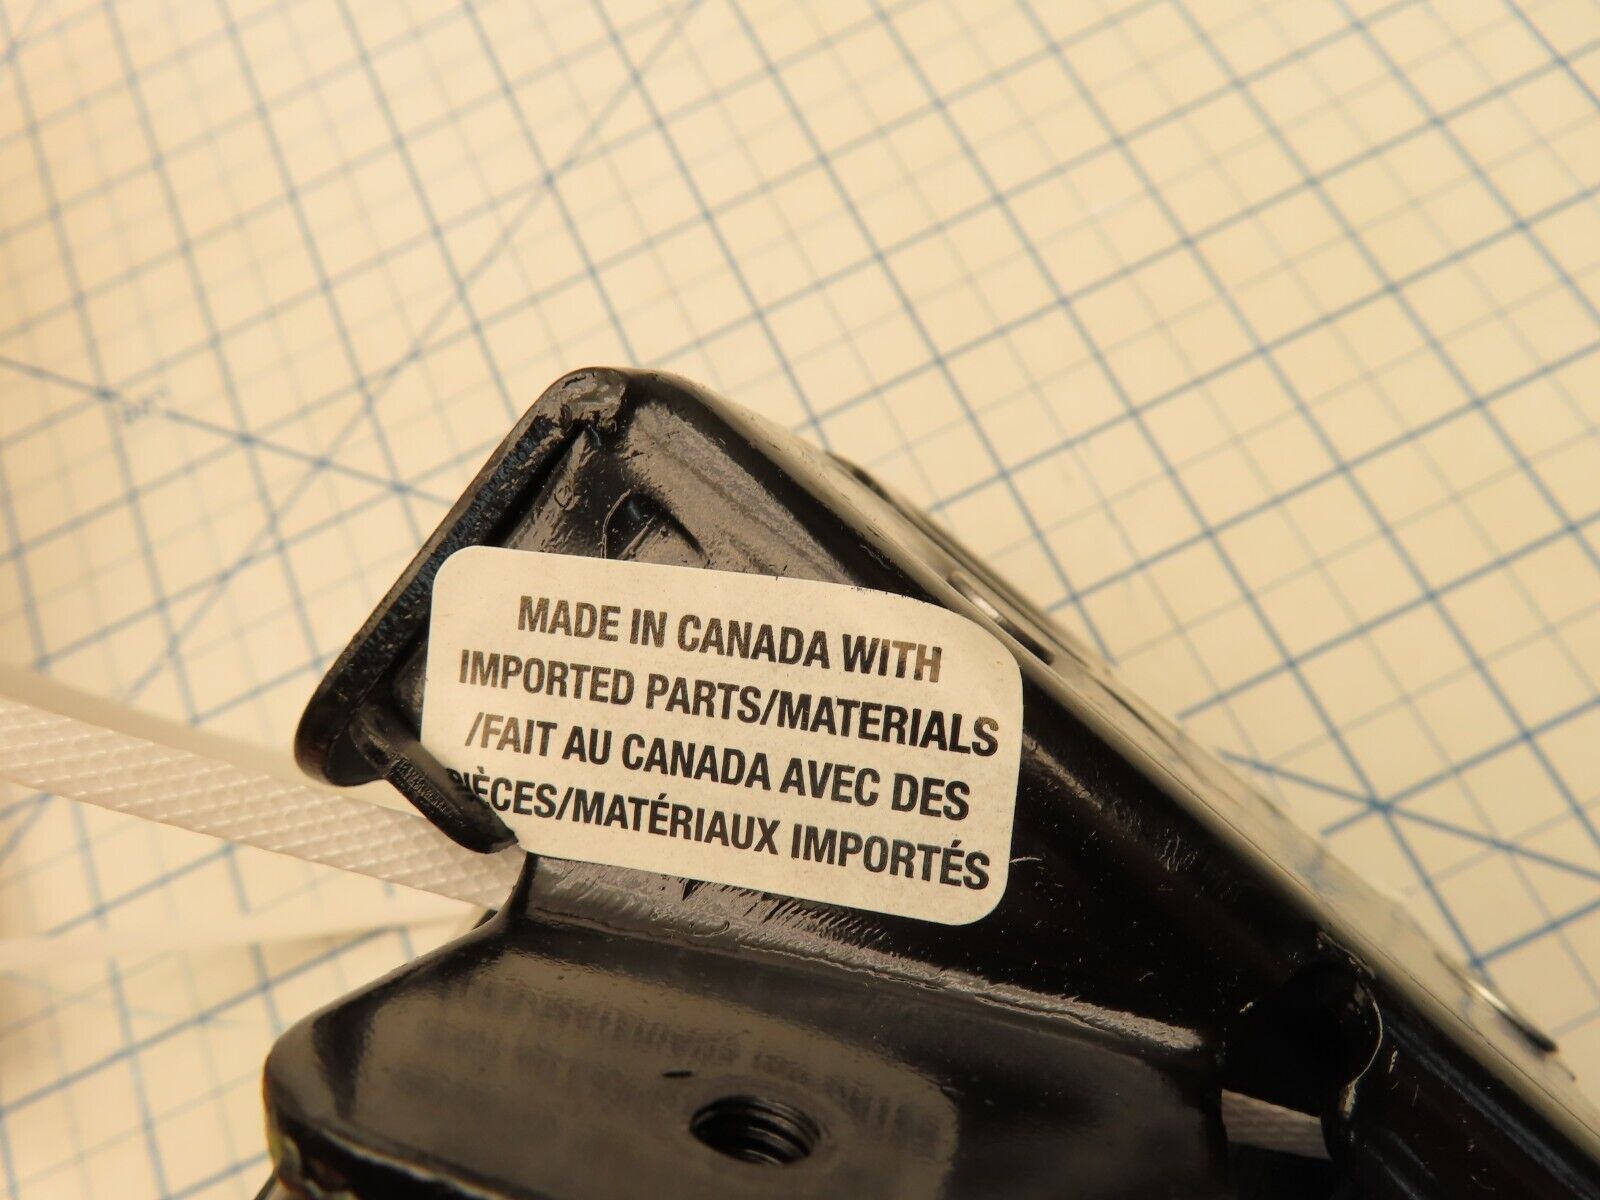 MADE IN CANADA WITH
IMPORTED PARTS/MATERIALS
/FAIT AU CANADA AVEC DES
PIÈCES/MATÉRIAUX IMPORTÉS